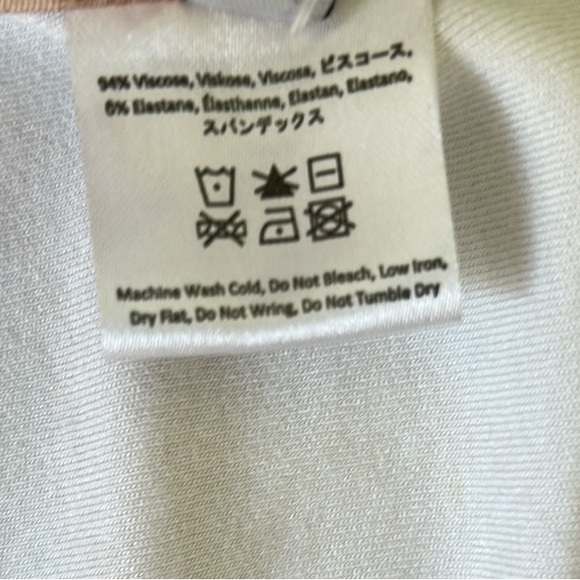 94% Viscose, Viskose, Viscosa, ビスコース,
6% Elastane, Élasthanne, Elastan, Elastano,
スパンデックス
Machine Wash Cold, Do Not Bleach, Low Iron,
Dry Flat, Do Not Wring, Do Not Tumble Dry